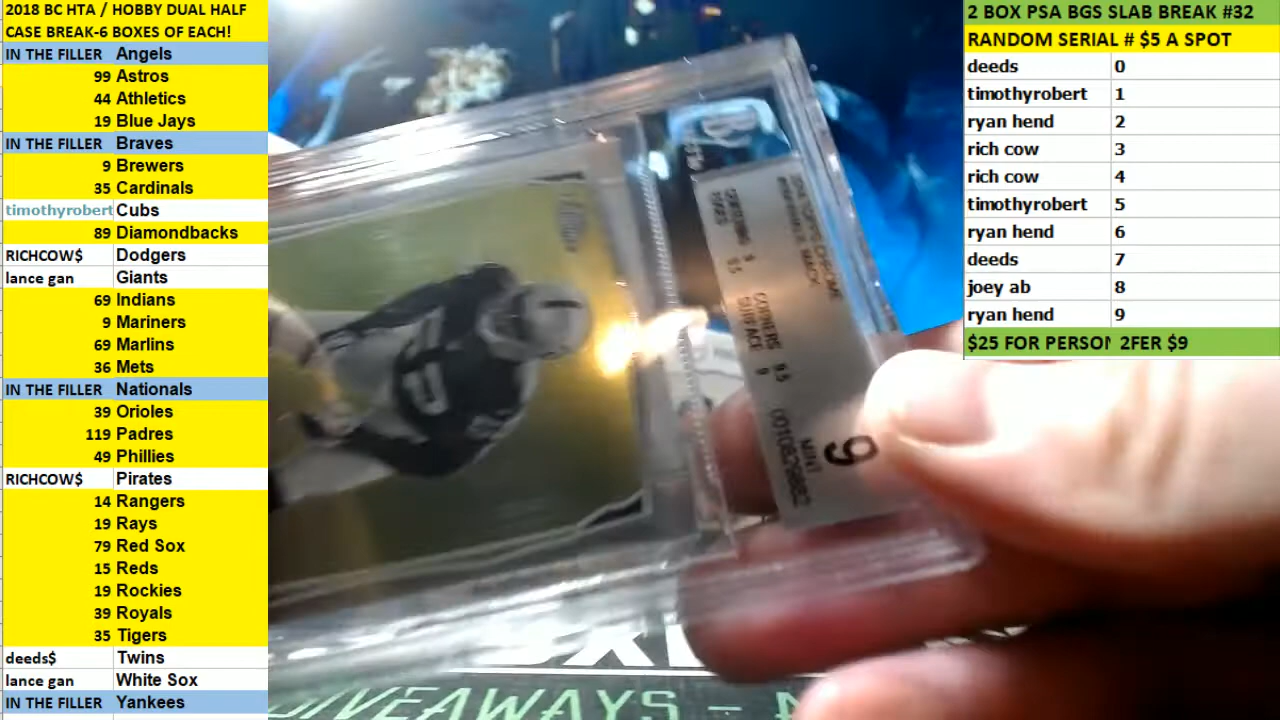 2018 BC HTA / HOBBY DUAL HALF
CASE BREAK-6 BOXES OF EACH!
IN THE FILLER Angels
99 Astros
44 Athletics
19 Blue Jays
IN THE FILLER Braves
9 Brewers
35 Cardinals
timothyrobert Cubs
89 Diamondbacks
RICHCOW$ Dodgers
lance gan Giants
69 Indians
9 Mariners
69 Marlins
36 Mets
IN THE FILLER Nationals
39 Orioles
119 Padres
49 Phillies
RICHCOW$ Pirates
14 Rangers
19 Rays
79 Red Sox
15 Reds
19 Rockies
39 Royals
35 Tigers
deeds$ Twins
lance gan White Sox
IN THE FILLER Yankees
CORNERS 9.5
SURFACE 9
MINT
9
GIVEAWAYS -
2 BOX PSA BGS SLAB BREAK #32
RANDOM SERIAL # $5 A SPOT
deeds 0
timothyrobert 1
ryan hend 2
rich cow 3
rich cow 4
timothyrobert 5
ryan hend 6
deeds 7
joey ab 8
ryan hend 9
$25 FOR PERSON 2FER $9